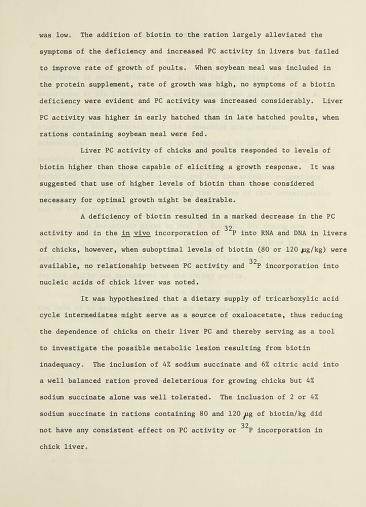 was low. The addition of biotin to the ration largely alleviated the
symptoms of the deficiency and increased PC activity in livers but failed
to improve rate of growth of poults. When soybean meal was included in
the protein supplement, rate of growth was high, no symptoms of a biotin
deficiency were evident and PC activity was increased considerably. Liver
PC activity was higher in early hatched than in late hatched poults, when
rations containing soybean meal were fed.
Liver PC activity of chicks and poults responded to levels of
biotin higher than those capable of eliciting a growth response. It was
suggested that use of higher levels of biotin than those considered
necessary for optimal growth might be desirable.
A deficiency of biotin resulted in a marked decrease in the PC
activity and in the in vivo incorporation of ³²P into RNA and DNA in livers
of chicks, however, when suboptimal levels of biotin (80 or 120 µg/kg) were
available, no relationship between PC activity and ³²P incorporation into
nucleic acids of chick liver was noted.
It was hypothesized that a dietary supply of tricarboxylic acid
cycle intermediates might serve as a source of oxaloacetate, thus reducing
the dependence of chicks on their liver PC and thereby serving as a tool
to investigate the possible metabolic lesion resulting from biotin
inadequacy. The inclusion of 4% sodium succinate and 6% citric acid into
a well balanced ration proved deleterious for growing chicks but 4%
sodium succinate alone was well tolerated. The inclusion of 2 or 4%
sodium succinate in rations containing 80 and 120 µg of biotin/kg did
not have any consistent effect on PC activity or ³²P incorporation in
chick liver.